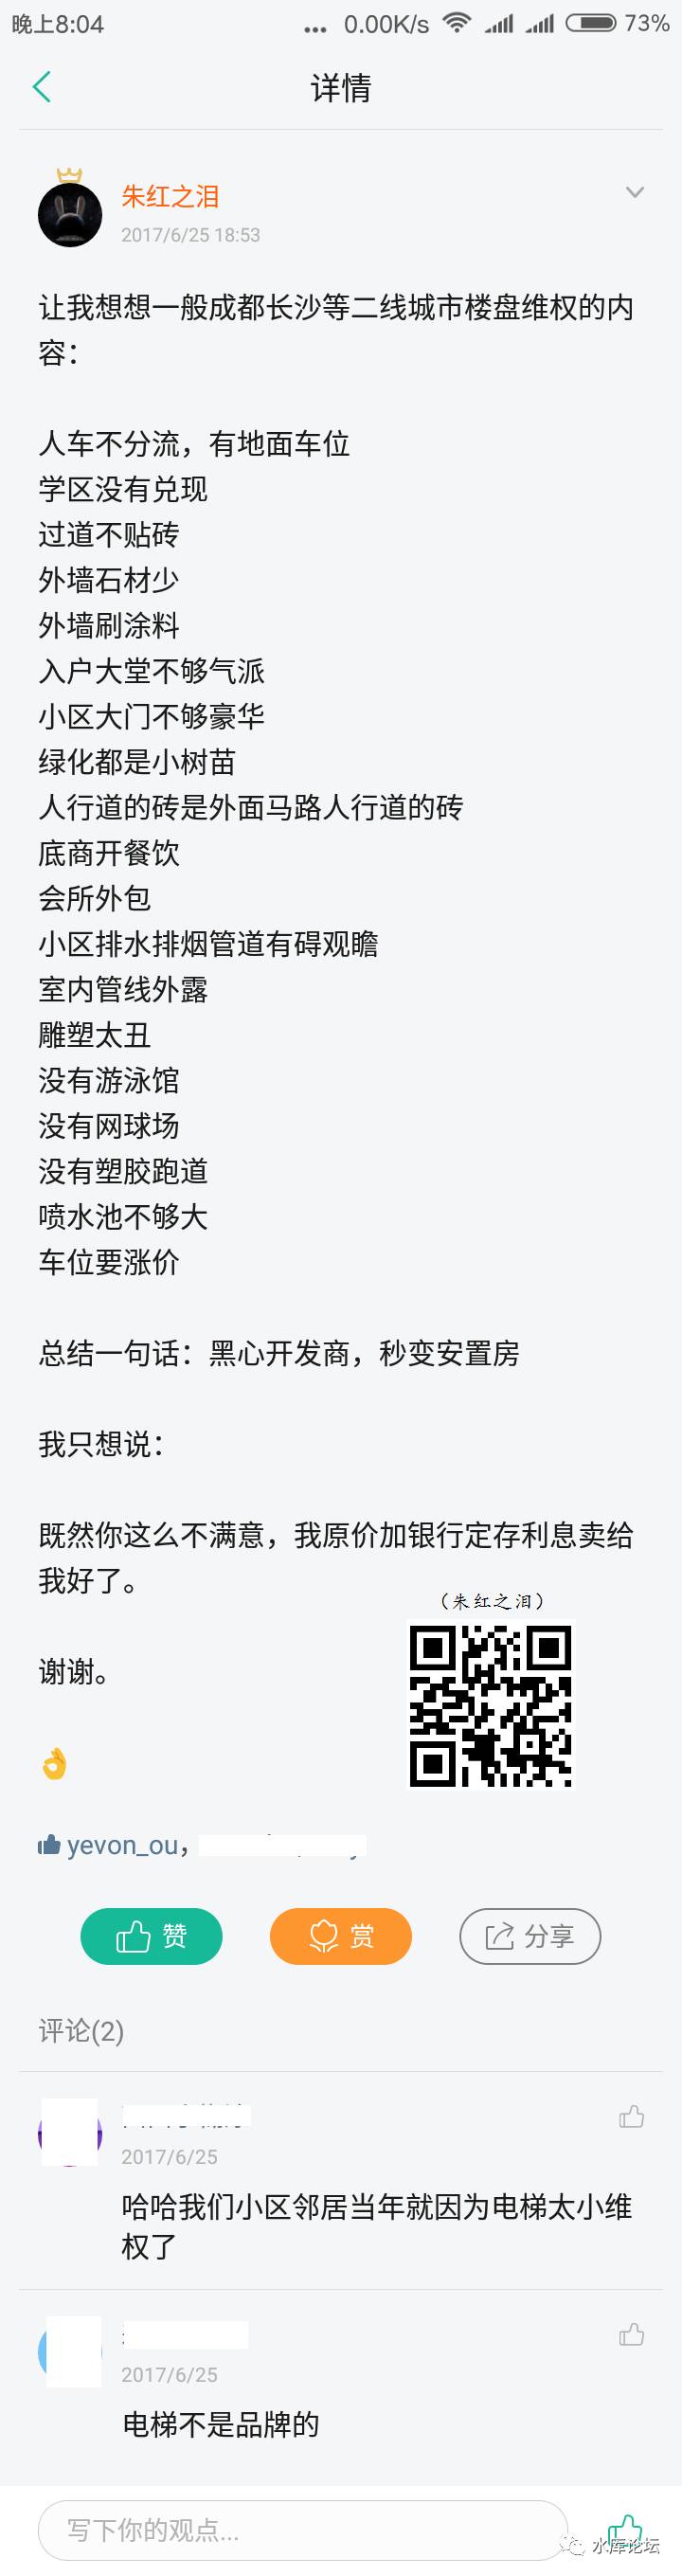 晚上8:04 ... 0.00K/s 73%
详情
朱红之泪
2017/6/25 18:53
让我想想一般成都长沙等二线城市楼盘维权的内
容：
人车不分流，有地面车位
学区没有兑现
过道不贴砖
外墙石材少
外墙刷涂料
入户大堂不够气派
小区大门不够豪华
绿化都是小树苗
人行道的砖是外面马路人行道的砖
底商开餐饮
会所外包
小区排水排烟管道有碍观瞻
室内管线外露
雕塑太丑
没有游泳馆
没有网球场
没有塑胶跑道
喷水池不够大
车位要涨价
总结一句话：黑心开发商，秒变安置房
我只想说：
既然你这么不满意，我原价加银行定存利息卖给
我好了。
（朱红之泪）
谢谢。
👌
yevon_ou，
赞 赏 分享
评论(2)
2017/6/25
哈哈我们小区邻居当年就因为电梯太小维
权了
2017/6/25
电梯不是品牌的
写下你的观点...
水库论坛